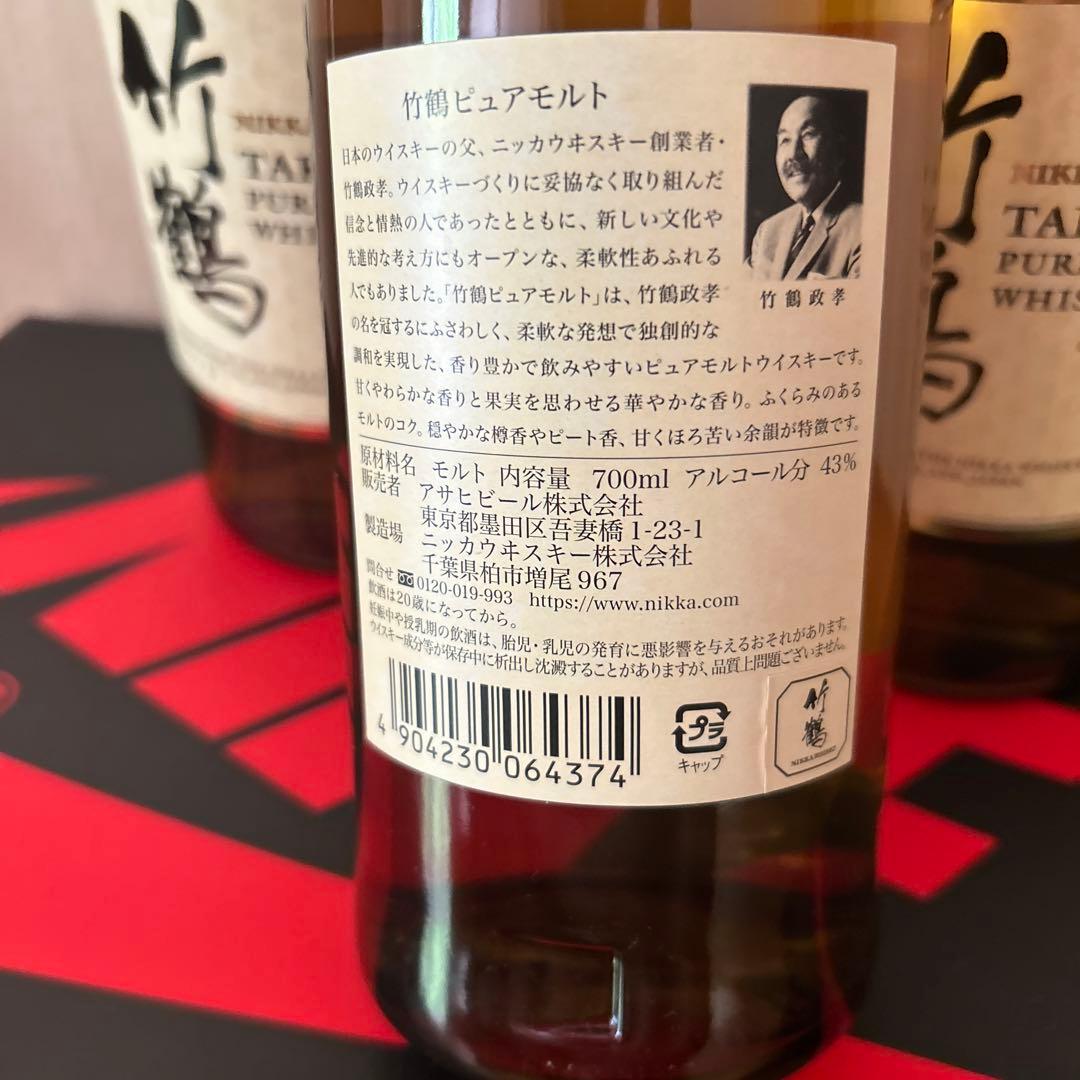 竹鶴
NIKKA
TAK
PUR
WHIS
竹鶴ピュアモルト
日本のウイスキーの父、ニッカウヰスキー創業者・
竹鶴政孝。ウイスキーづくりに妥協なく取り組んだ
信念と情熱の人であったとともに、新しい文化や
先進的な考え方にもオープンな、柔軟性あふれる
人でもありました。「竹鶴ピュアモルト」は、竹鶴政孝
の名を冠するにふさわしく、柔軟な発想で独創的な
調和を実現した、香り豊かで飲みやすいピュアモルトウイスキーです。
甘くやわらかな香りと果実を思わせる華やかな香り。ふくらみのある
モルトのコク。穏やかな樽香やピート香、甘くほろ苦い余韻が特徴です。
竹鶴政孝
原材料名 モルト 内容量 700ml アルコール分 43%
販売者 アサヒビール株式会社
東京都墨田区吾妻橋1-23-1
製造場 ニッカウヰスキー株式会社
千葉県柏市増尾967
問合せ 0120-019-993 https://www.nikka.com
飲酒は20歳になってから。
妊娠中や授乳期の飲酒は、胎児・乳児の発育に悪影響を与えるおそれがあります。
ウイスキー成分等が保存中に析出し沈澱することがありますが、品質上問題ございません。
4 904230 064374
プラ
キャップ
竹鶴
NIKKA WHISKY
竹鶴
NIKK
TAK
PURE
WHIS